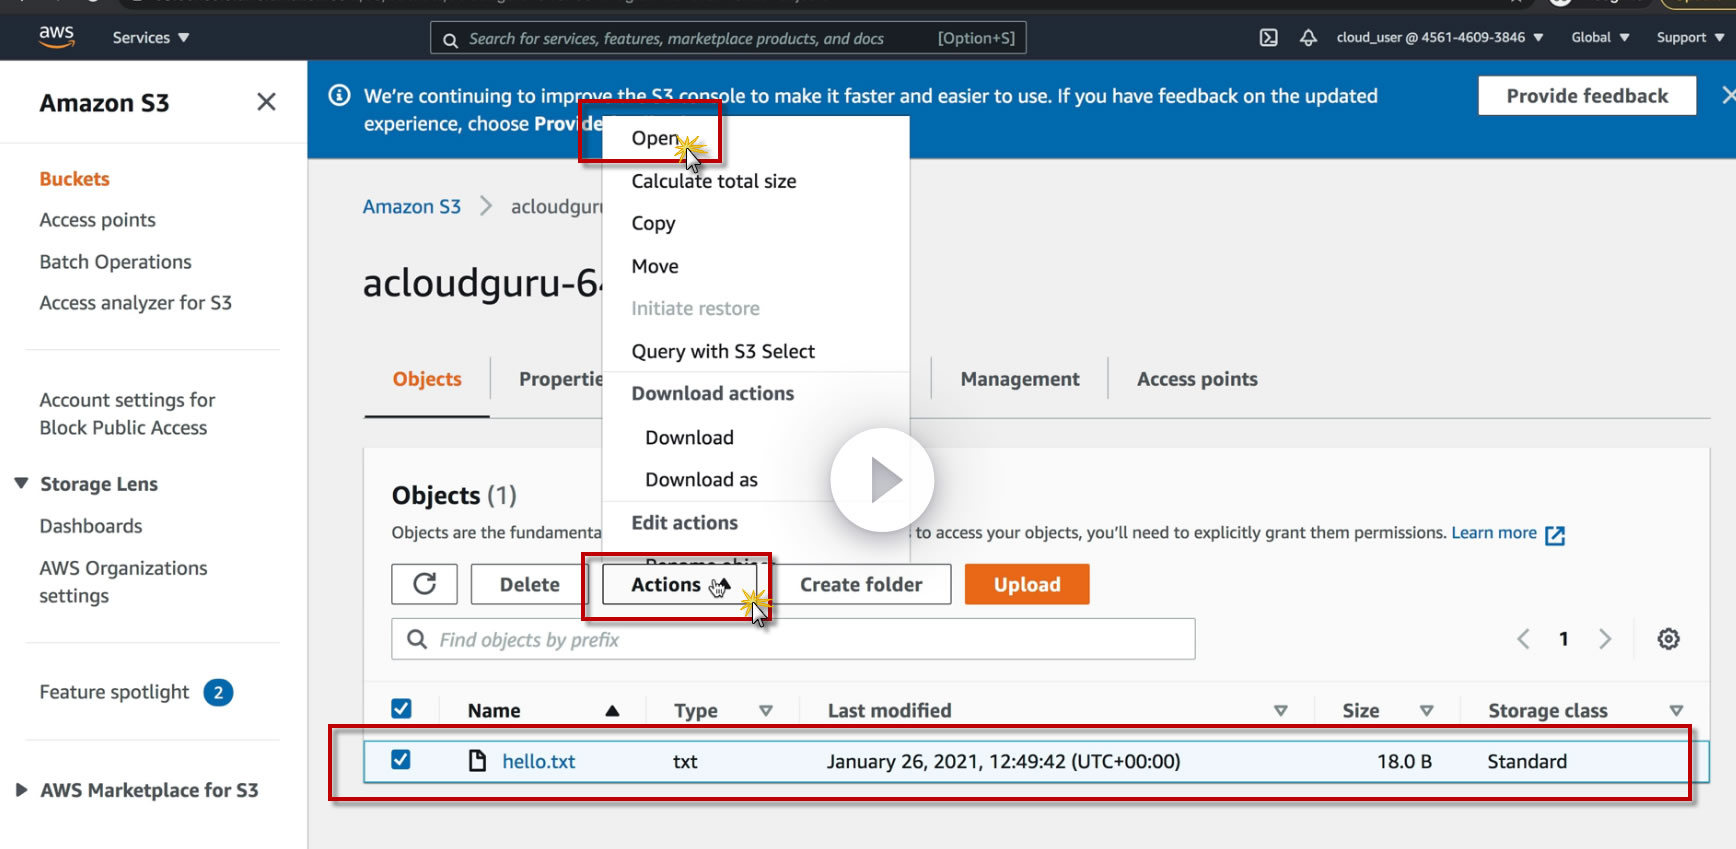 aws
Services
Search for services, features, marketplace products, and docs
[Option+S]
cloud_user @ 4561-4609-3846
Global
Support
Amazon S3
We're continuing to improve the S3 console to make it faster and easier to use. If you have feedback on the updated
experience, choose Provide
Provide feedback
Buckets
Access points
Batch Operations
Access analyzer for S3
Account settings for
Block Public Access
Storage Lens
Dashboards
AWS Organizations
settings
Feature spotlight 2
AWS Marketplace for S3
Open
Calculate total size
Copy
Move
Initiate restore
Query with S3 Select
Download actions
Download
Download as
Edit actions
Rename object
Amazon S3
acloudguru
acloudguru-64
Objects
Propertie
Management
Access points
Objects (1)
Objects are the fundamenta
to access your objects, you'll need to explicitly grant them permissions. Learn more
Delete
Actions
Create folder
Upload
Find objects by prefix
1
Name
Type
Last modified
Size
Storage class
hello.txt
txt
January 26, 2021, 12:49:42 (UTC+00:00)
18.0 B
Standard